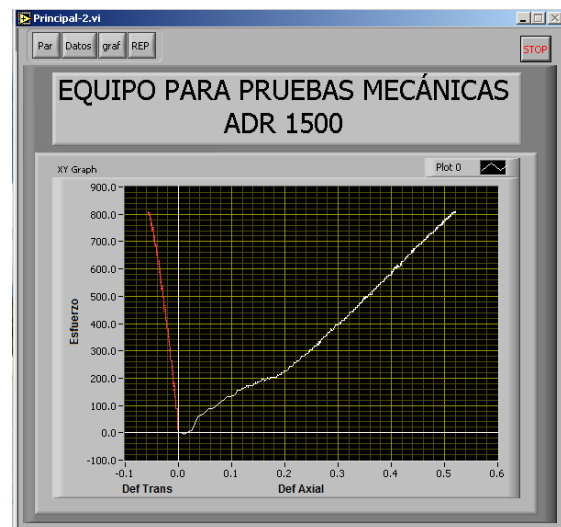 Principal-2.vi
Par Datos graf REP
STOP
EQUIPO PARA PRUEBAS MECÁNICAS
ADR 1500
XY Graph
Plot 0
900.0
800.0
700.0
600.0
500.0
400.0
300.0
200.0
100.0
0.0
-100.0
Esfuerzo
-0.1 0.0 0.1 0.2 0.3 0.4 0.5 0.6
Def Trans Def Axial